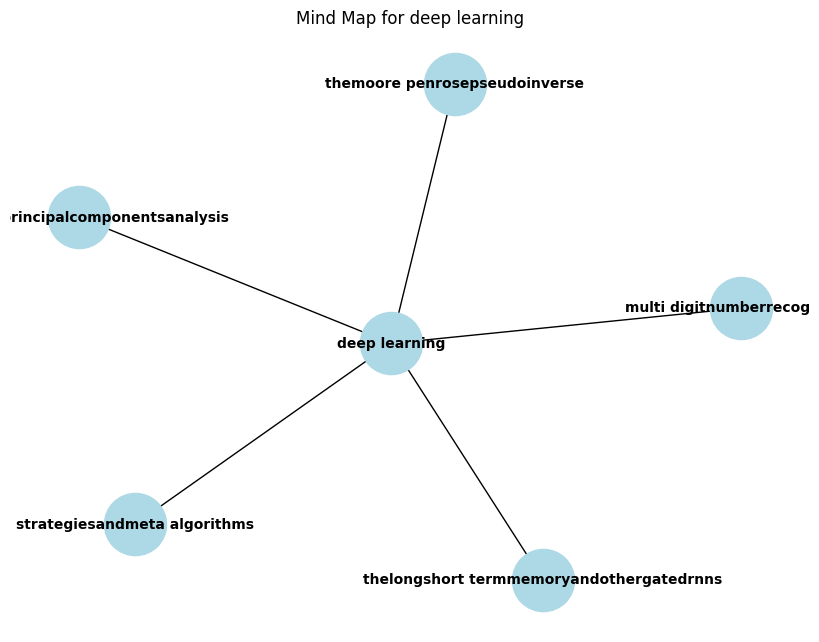 Mind Map for deep learning
themoore penrosepseudoinverse
rincipalcomponentsanalysis
multi digitnumberrecog
deep learning
strategiesandmeta algorithms
thelongshort termmemoryandothergatedrnns